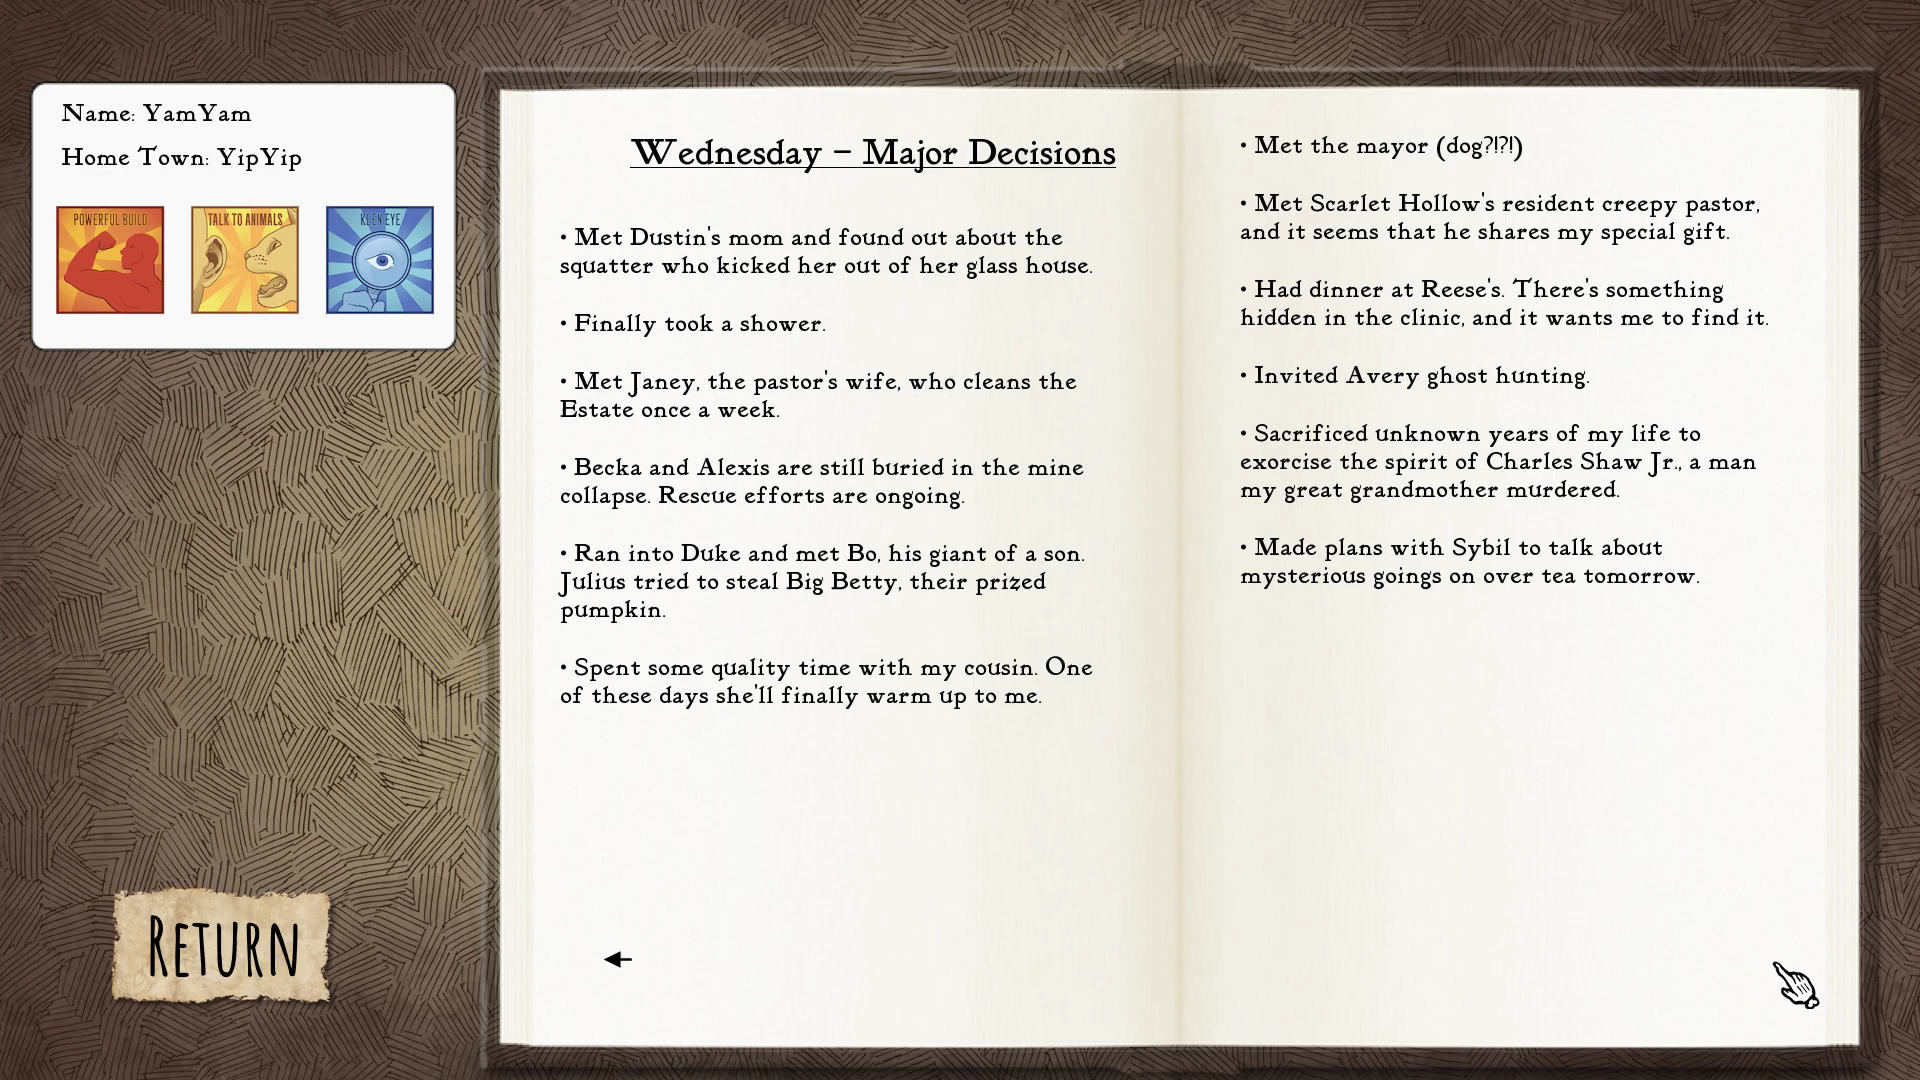 Name: YamYam
Home Town: YipYip
POWERFUL BUILD
TALK TO ANIMALS
KEEN EYE
RETURN
Wednesday – Major Decisions
• Met Dustin's mom and found out about the
squatter who kicked her out of her glass house.
• Finally took a shower.
• Met Janey, the pastor's wife, who cleans the
Estate once a week.
• Becka and Alexis are still buried in the mine
collapse. Rescue efforts are ongoing.
• Ran into Duke and met Bo, his giant of a son.
Julius tried to steal Big Betty, their prized
pumpkin.
• Spent some quality time with my cousin. One
of these days she'll finally warm up to me.
• Met the mayor (dog?!?!)
• Met Scarlet Hollow's resident creepy pastor,
and it seems that he shares my special gift.
• Had dinner at Reese's. There's something
hidden in the clinic, and it wants me to find it.
• Invited Avery ghost hunting.
• Sacrificed unknown years of my life to
exorcise the spirit of Charles Shaw Jr., a man
my great grandmother murdered.
• Made plans with Sybil to talk about
mysterious goings on over tea tomorrow.